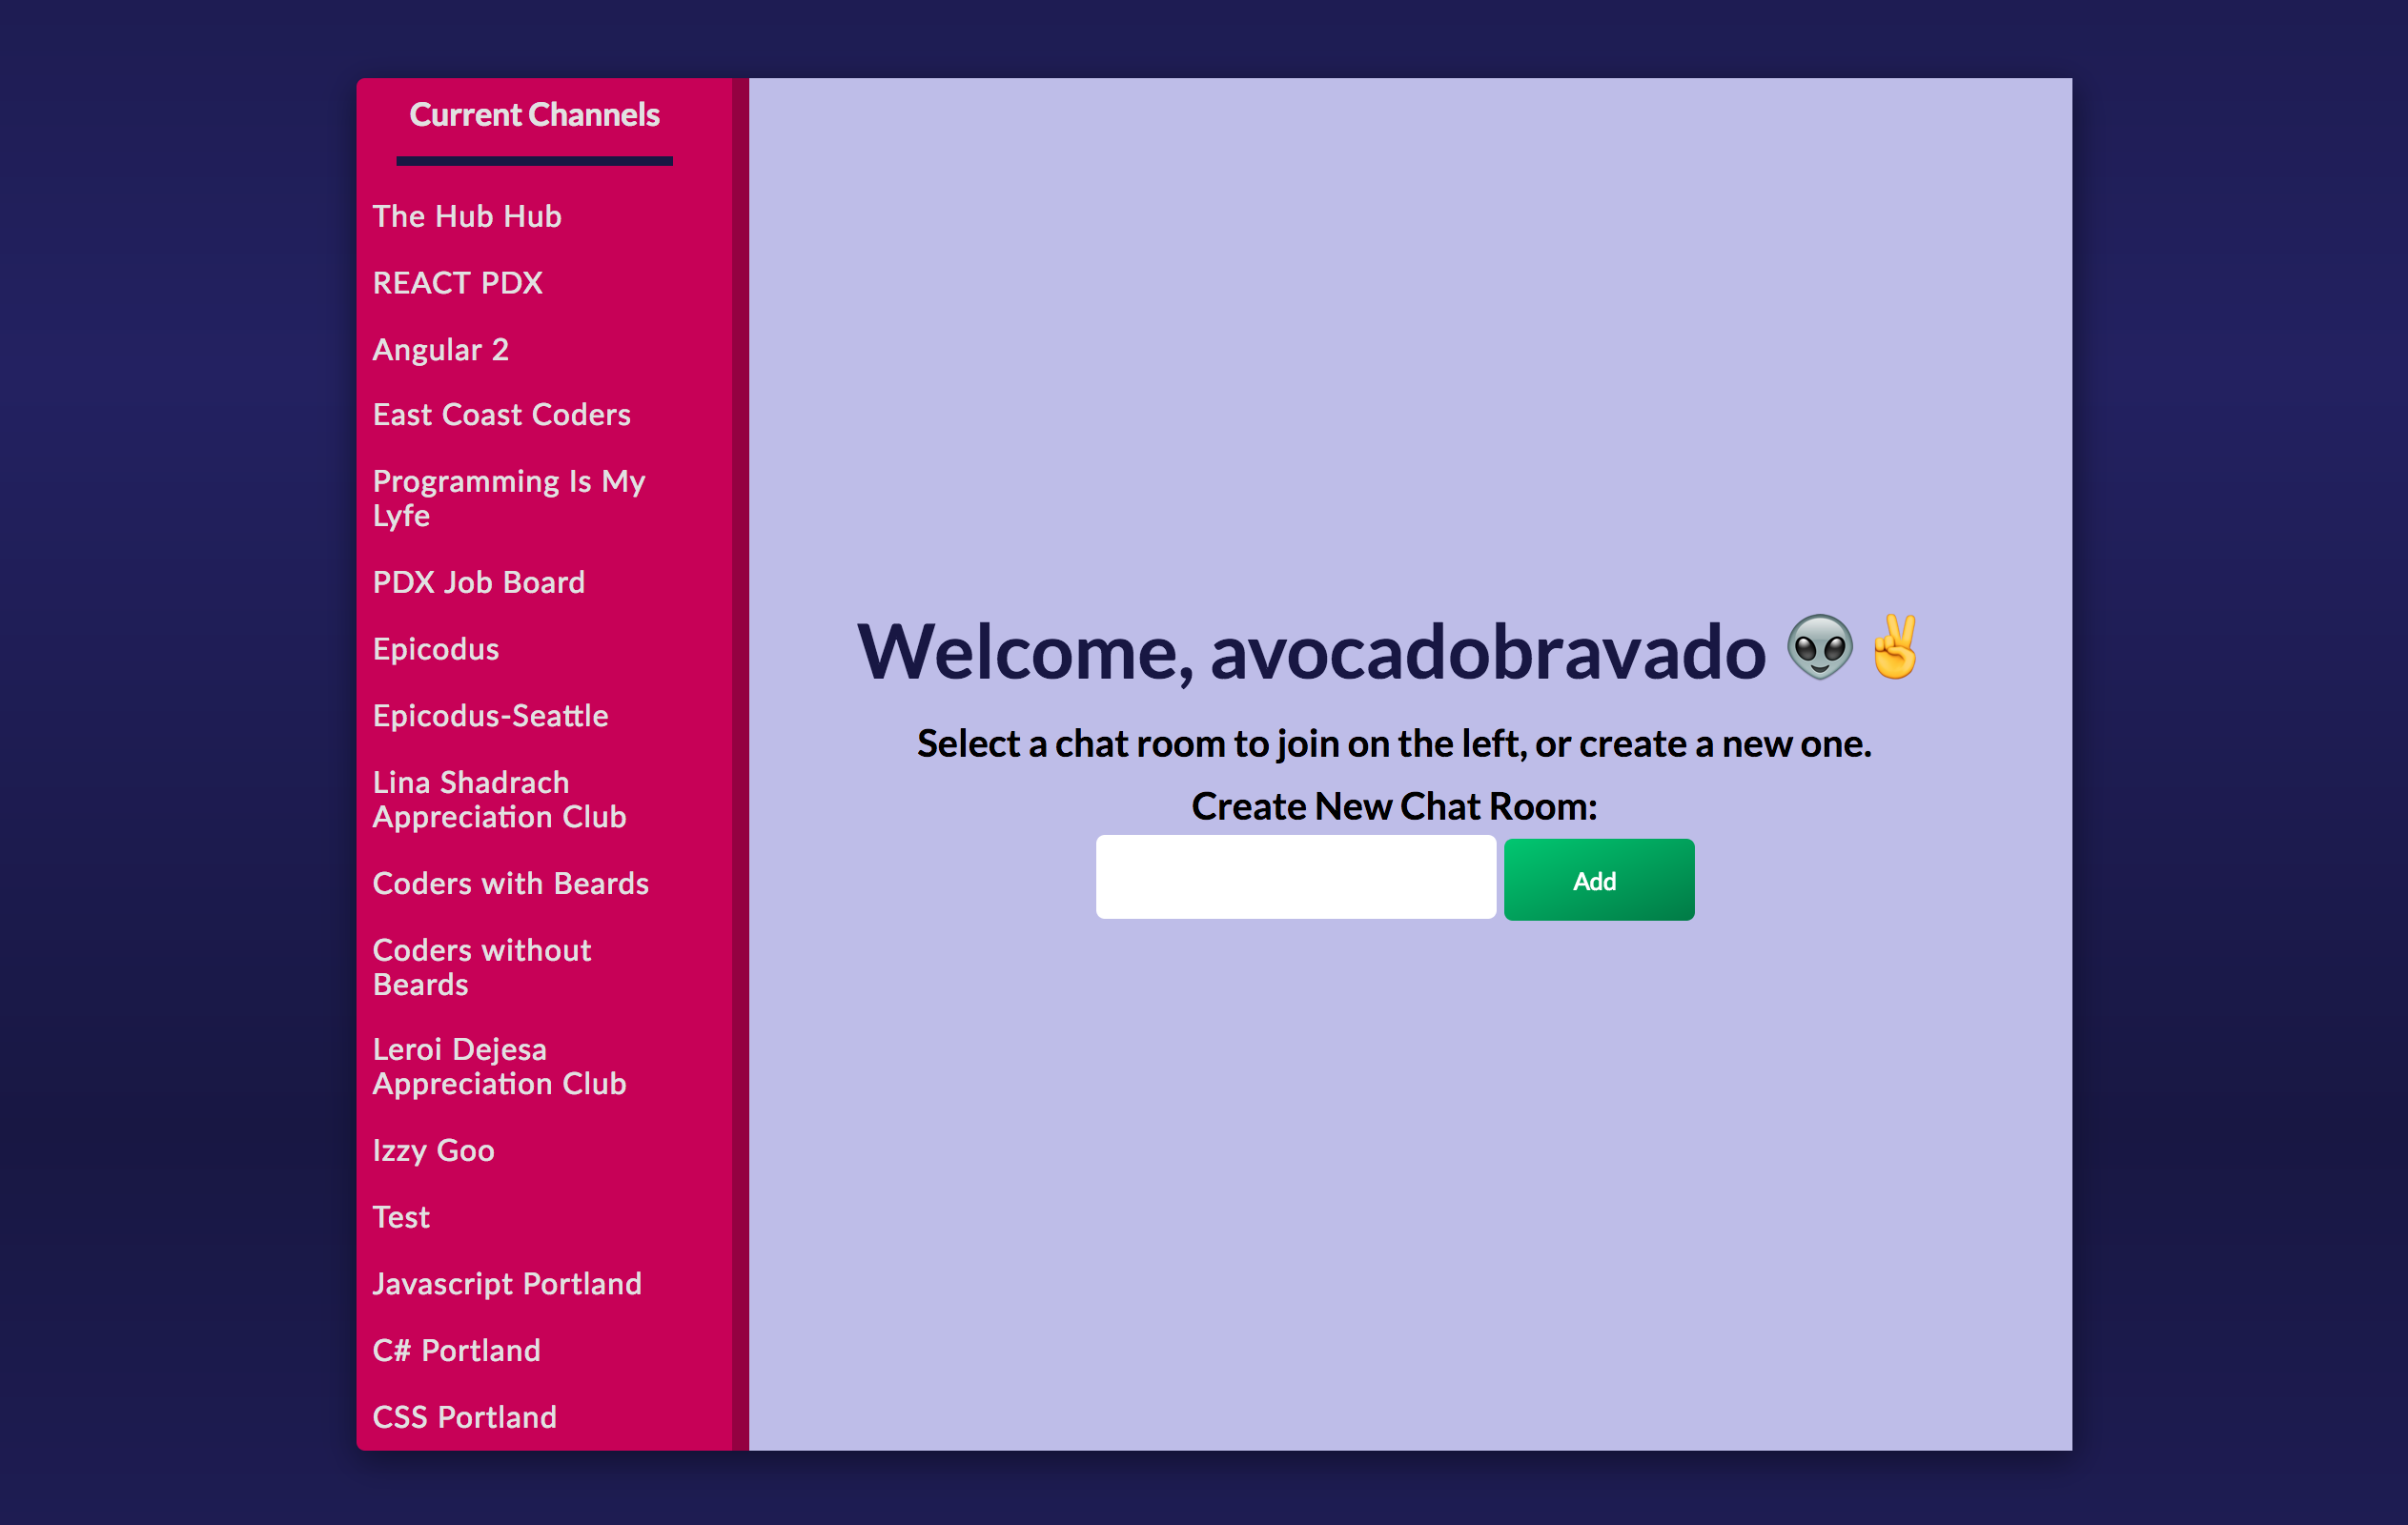 Current Channels
The Hub Hub
REACT PDX
Angular 2
East Coast Coders
Programming Is My
Lyfe
PDX Job Board
Epicodus
Epicodus-Seattle
Lina Shadrach
Appreciation Club
Coders with Beards
Coders without
Beards
Leroi Dejesa
Appreciation Club
Izzy Goo
Test
Javascript Portland
C# Portland
CSS Portland
Welcome, avocadobravado 👽✌️
Select a chat room to join on the left, or create a new one.
Create New Chat Room:
Add